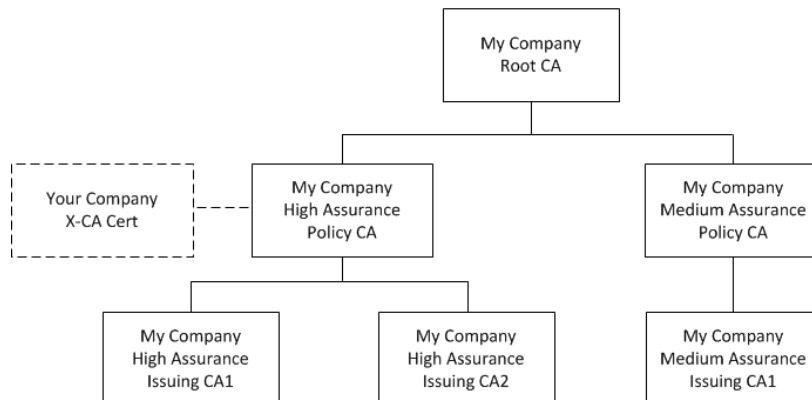 My Company
Root CA
Your Company
X-CA Cert
My Company
High Assurance
Policy CA
My Company
Medium Assurance
Policy CA
My Company
High Assurance
Issuing CA1
My Company
High Assurance
Issuing CA2
My Company
Medium Assurance
Issuing CA1